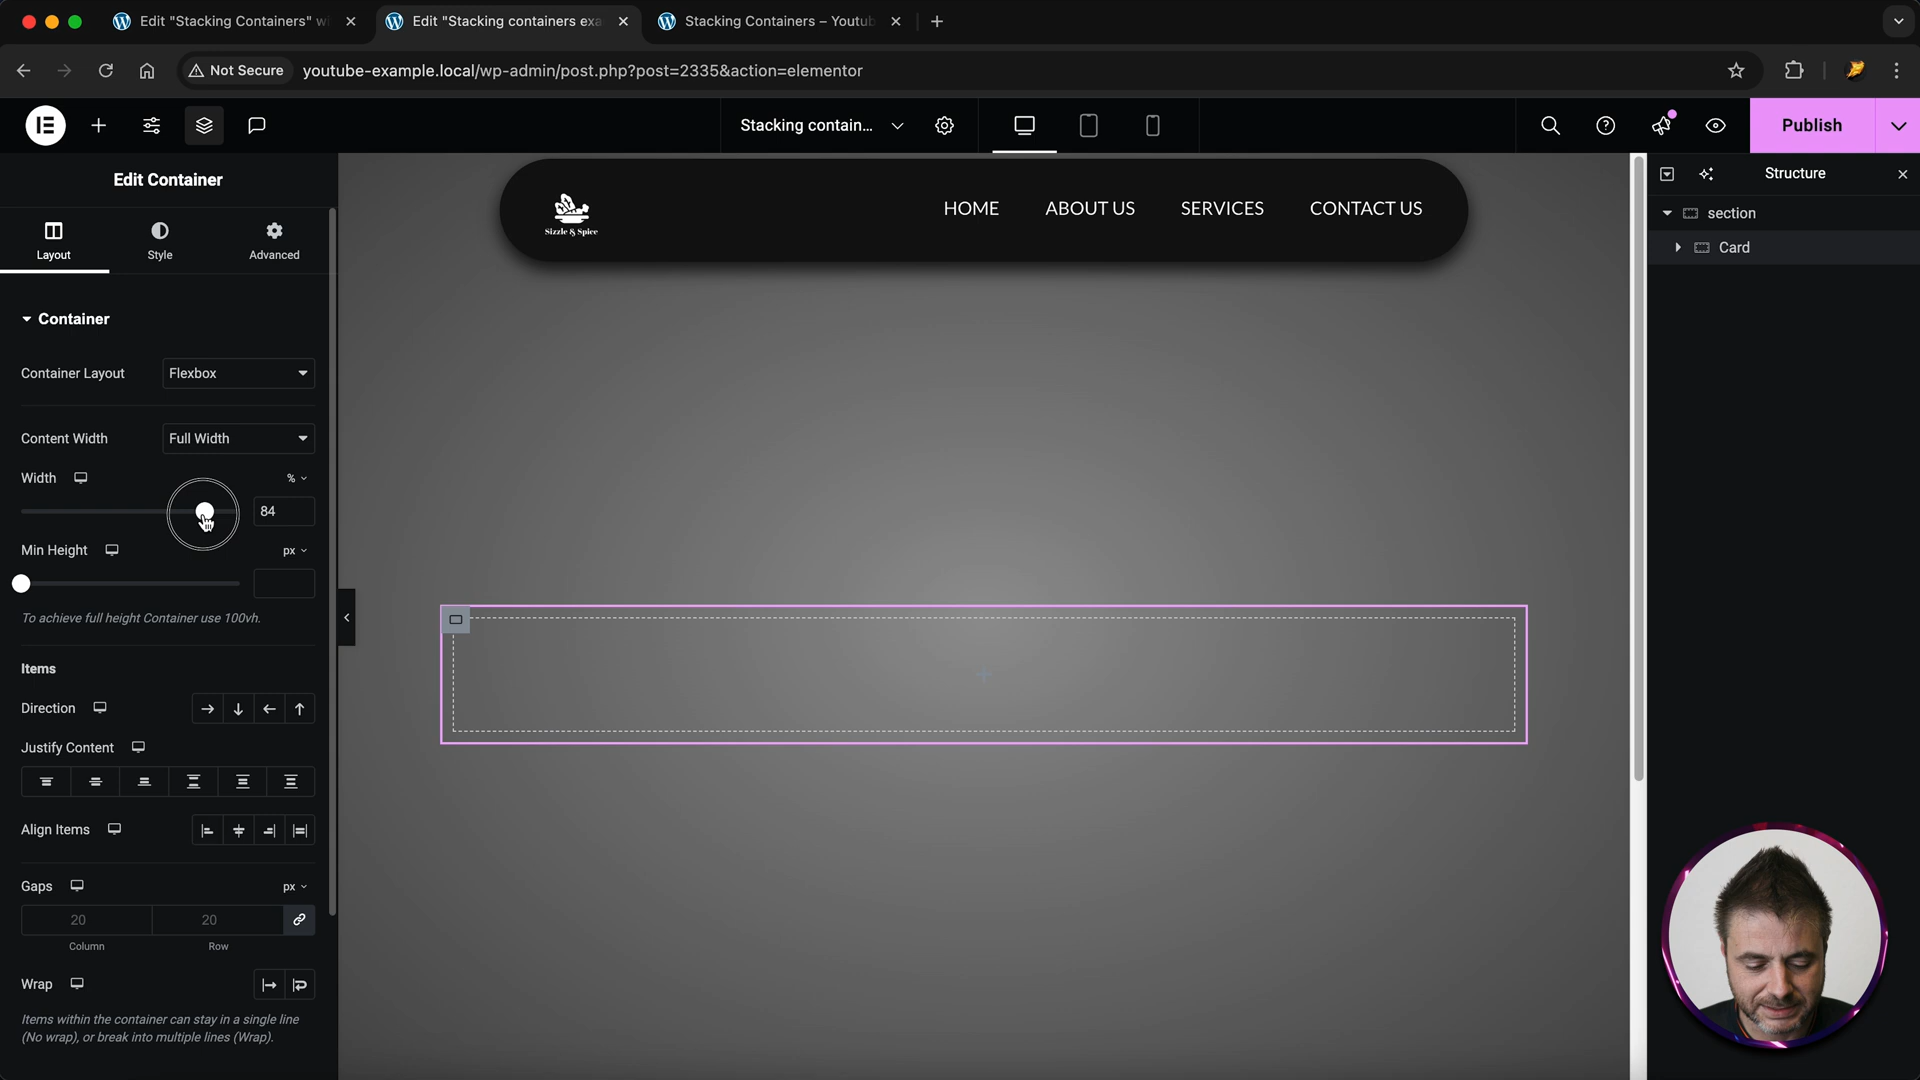 Edit "Stacking Containers" wi
Edit "Stacking containers exa
Stacking Containers – Youtub
Not Secure
youtube-example.local/wp-admin/post.php?post=2335&action=elementor
Stacking contain...
Publish
Edit Container
Layout
Style
Advanced
Container
Container Layout
Flexbox
Content Width
Full Width
Width
%
84
Min Height
px
To achieve full height Container use 100vh.
Items
Direction
Justify Content
Align Items
Gaps
px
20
20
Column
Row
Wrap
Items within the container can stay in a single line
(No wrap), or break into multiple lines (Wrap).
Sizzle & Spice
HOME
ABOUT US
SERVICES
CONTACT US
Structure
section
Card